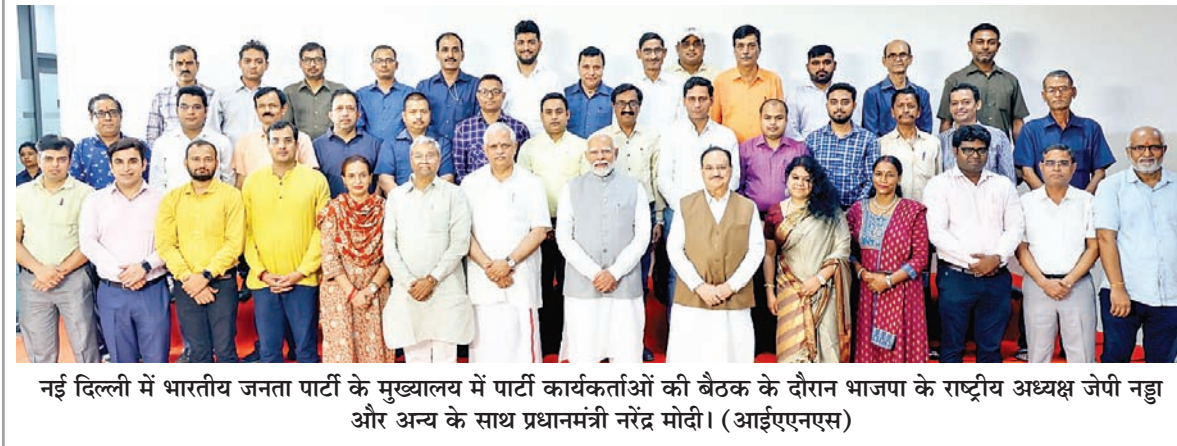 नई दिल्ली में भारतीय जनता पार्टी के मुख्यालय में पार्टी कार्यकर्ताओं की बैठक के दौरान भाजपा के राष्ट्रीय अध्यक्ष जेपी नड्डा
और अन्य के साथ प्रधानमंत्री नरेंद्र मोदी। (आईएएनएस)